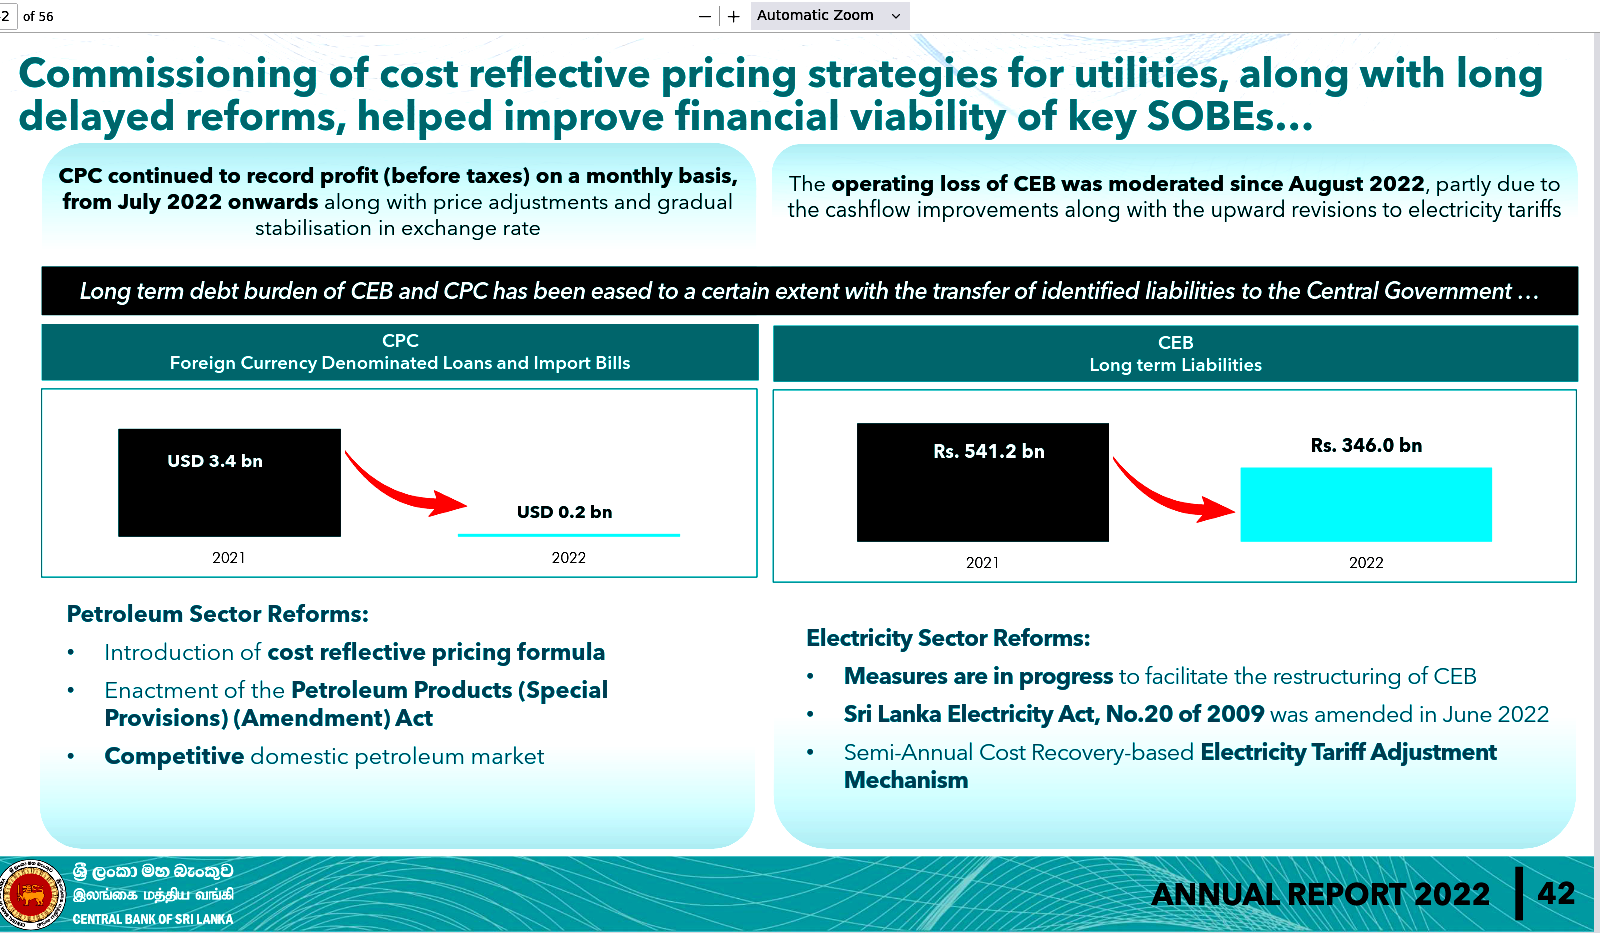 2 of 56
Automatic Zoom
Commissioning of cost reflective pricing strategies for utilities, along with long
delayed reforms, helped improve financial viability of key SOBEs...
CPC continued to record profit (before taxes) on a monthly basis,
from July 2022 onwards along with price adjustments and gradual
stabilisation in exchange rate
The operating loss of CEB was moderated since August 2022, partly due to
the cashflow improvements along with the upward revisions to electricity tariffs
Long term debt burden of CEB and CPC has been eased to a certain extent with the transfer of identified liabilities to the Central Government ...
CPC
Foreign Currency Denominated Loans and Import Bills
USD 3.4 bn
USD 0.2 bn
2021
2022
CEB
Long term Liabilities
Rs. 541.2 bn
Rs. 346.0 bn
2021
2022
Petroleum Sector Reforms:
• Introduction of cost reflective pricing formula
• Enactment of the Petroleum Products (Special
Provisions) (Amendment) Act
• Competitive domestic petroleum market
Electricity Sector Reforms:
• Measures are in progress to facilitate the restructuring of CEB
• Sri Lanka Electricity Act, No.20 of 2009 was amended in June 2022
• Semi-Annual Cost Recovery-based Electricity Tariff Adjustment
Mechanism
ශ්‍රී ලංකා මහ බැංකුව
இலங்கை மத்திய வங்கி
CENTRAL BANK OF SRI LANKA
ANNUAL REPORT 2022
42